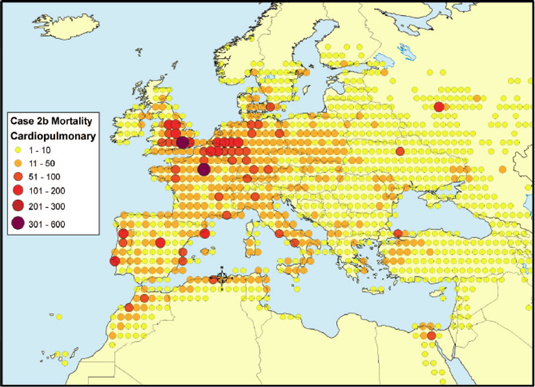 Case 2b Mortality
Cardiopulmonary
1 - 10
11 - 50
51 - 100
101 - 200
201 - 300
301 - 600